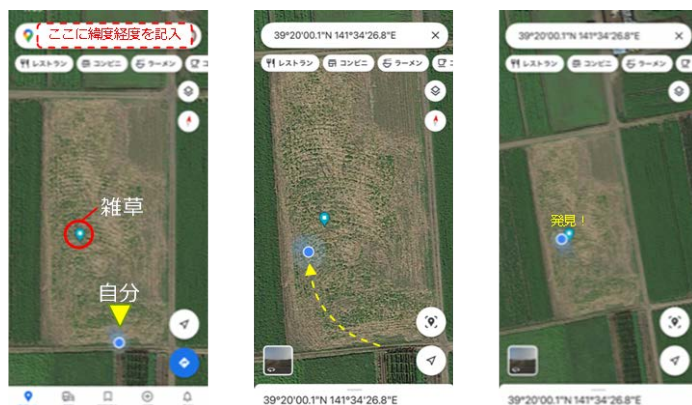 ここに緯度経度を記入
レストラン コンビニ ラーメン コ
雑草
自分
39°20'00.1"N 141°34'26.8"E
レストラン コンビニ ラーメン
39°20'00.1"N 141°34'26.8"E
39°20'00.1"N 141°34'26.8"E
レストラン コンビニ ラーメン
発見！
39°20'00.1"N 141°34'26.8"E